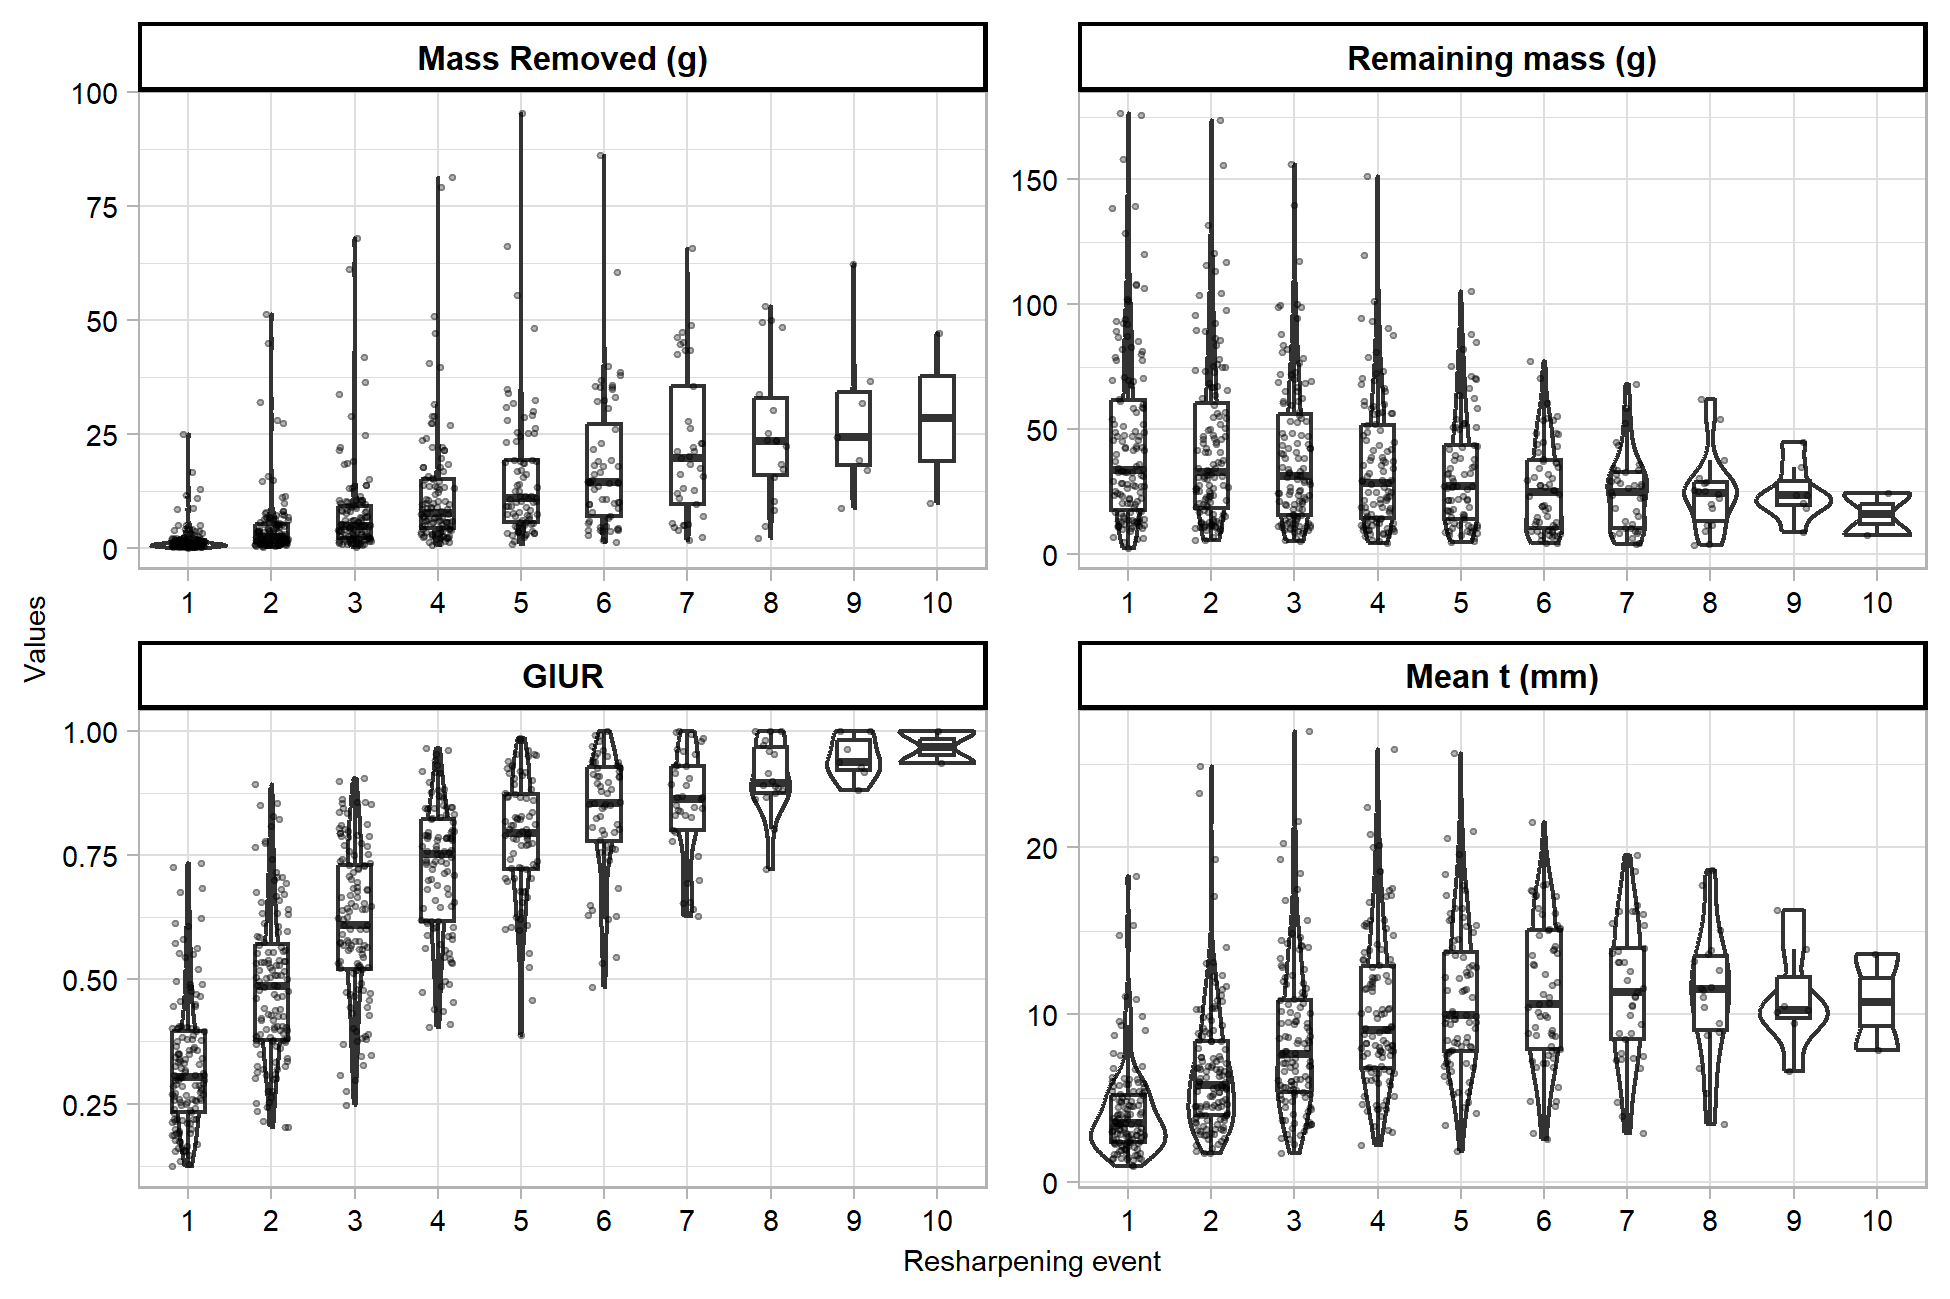 Mass Removed (g)
Remaining mass (g)
100
75
50
25
0
150
100
50
0
1 2 3 4 5 6 7 8 9 10
1 2 3 4 5 6 7 8 9 10
Values
GIUR
Mean t (mm)
1.00
0.75
0.50
0.25
20
10
0
1 2 3 4 5 6 7 8 9 10
1 2 3 4 5 6 7 8 9 10
Resharpening event